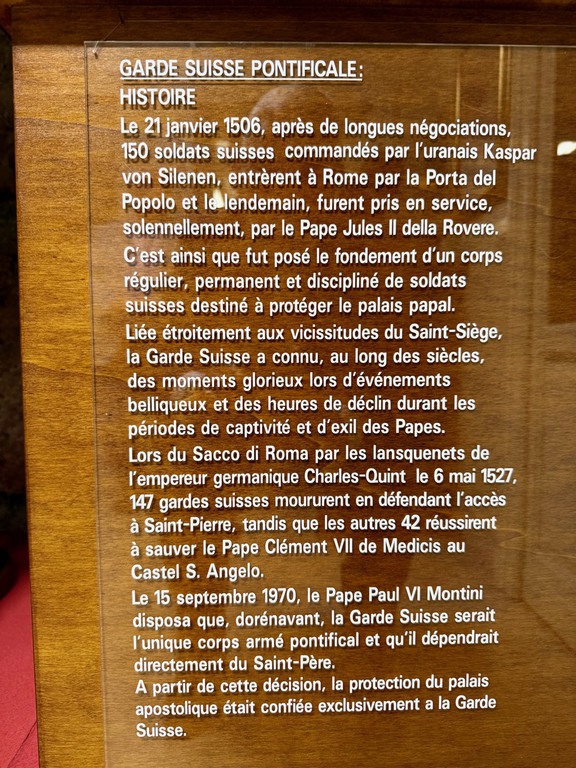 GARDE SUISSE PONTIFICALE:
HISTOIRE
Le 21 janvier 1506, après de longues négociations,
150 soldats suisses commandés par l'uranais Kaspar
von Silenen, entrèrent à Rome par la Porta del
Popolo et le lendemain, furent pris en service,
solennellement, par le Pape Jules II della Rovere.
C'est ainsi que fut posé le fondement d'un corps
régulier, permanent et discipliné de soldats
suisses destiné à protéger le palais papal.
Liée étroitement aux vicissitudes du Saint-Siège,
la Garde Suisse a connu, au long des siècles,
des moments glorieux lors d'événements
belliqueux et des heures de déclin durant les
périodes de captivité et d'exil des Papes.
Lors du Sacco di Roma par les lansquenets de
l'empereur germanique Charles-Quint le 6 mai 1527,
147 gardes suisses moururent en défendant l'accès
à Saint-Pierre, tandis que les autres 42 réussirent
à sauver le Pape Clément VII de Medicis au
Castel S. Angelo.
Le 15 septembre 1970, le Pape Paul VI Montini
disposa que, dorénavant, la Garde Suisse serait
l'unique corps armé pontifical et qu'il dépendrait
directement du Saint-Père.
A partir de cette décision, la protection du palais
apostolique était confiée exclusivement a la Garde
Suisse.